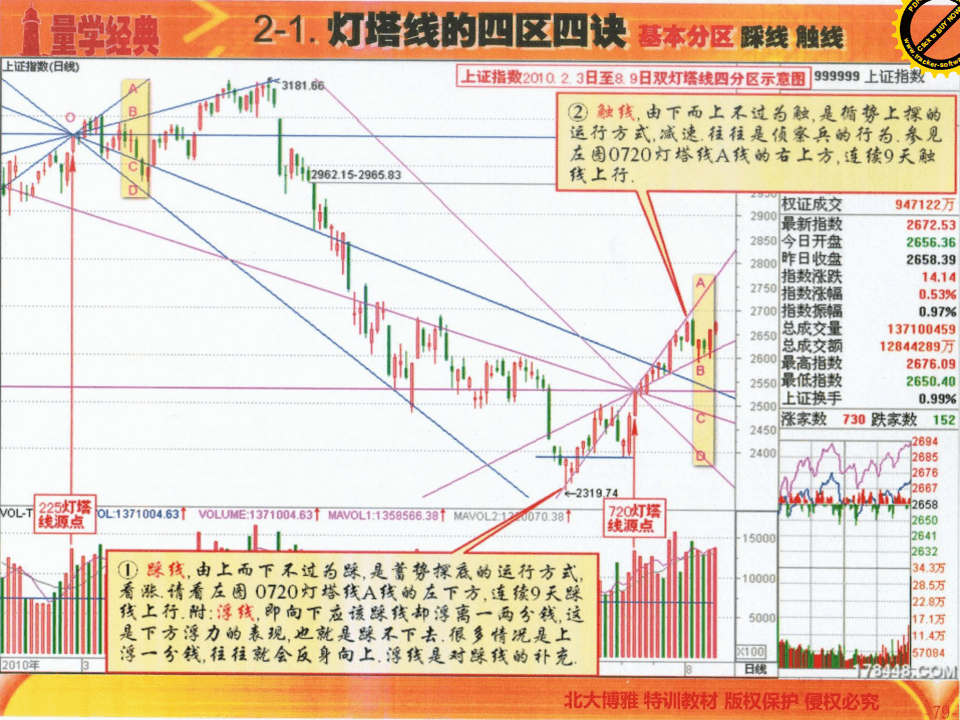 量学经典
2-1. 灯塔线的四区四诀 基本分区 踩线 触线
Click to BUY NOW!
上证指数(日线)
上证指数2010.2.3日至8.9日双灯塔线四分区示意图
999999 上证指数
A
B
C
D
O
3181.66
2962.15-2965.83
② 触线,由下而上不过为触,是循势上探的
运行方式,减速.往往是侦察兵的行为.参见
左图0720灯塔线A线的右上方,连续9天触
线上行.
2950
2900
2850
2800
2750
2700
2650
2600
2550
2500
2450
2400
权证成交 947122万
最新指数 2672.53
今日开盘 2656.36
昨日收盘 2658.39
指数涨跌 14.14
指数涨幅 0.53%
指数振幅 0.97%
总成交量 137100459
总成交额 12844289万
最高指数 2676.09
最低指数 2650.40
上证换手 0.99%
涨家数 730 跌家数 152
A
B
C
D
←2319.74
2694
2685
2676
2667
2658
2650
2641
2632
34.3万
28.5万
22.8万
17.1万
11.4万
57084
225灯塔
线源点
720灯塔
线源点
VOL-T
OL:1371004.63↑ VOLUME:1371004.63↑ MAVOL1:1358566.38↑
15000
10000
5000
X100
① 踩线,由上而下不过为踩,是蓄势探底的运行方式,
看涨.请看左图 0720灯塔线A线的左下方,连续9天踩
线上行.附:浮线,即向下应该踩线却浮离一两分钱,这
是下方浮力的表现,也就是踩不下去.很多情况是上
浮一分钱,往往就会反身向上.浮线是对踩线的补充.
2010年
3
8
日线
178448.COM
北大博雅 特训教材 版权保护 侵权必究
-79-